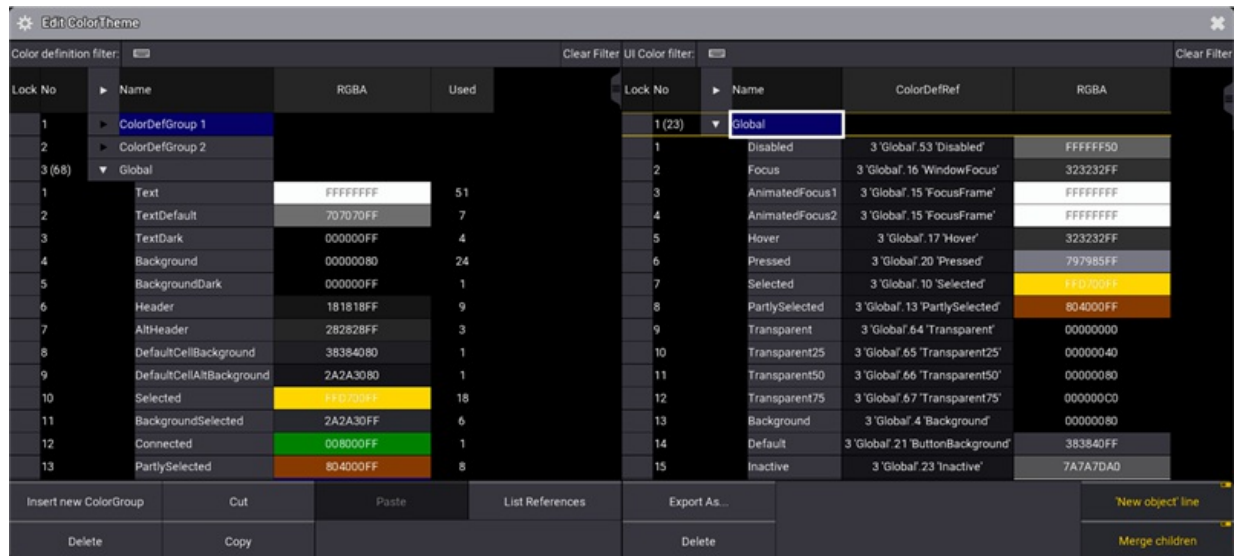 Edit ColorTheme
Color definition filter: Clear Filter UI Color filter: Clear Filter
Lock No Name RGBA Used Lock No Name ColorDefRef RGBA
1 ColorDefGroup 1 1 (23) Global
2 ColorDefGroup 2 1 Disabled 3 'Global'.53 'Disabled' FFFFFF50
3 (68) Global 2 Focus 3 'Global'.16 'WindowFocus' 323232FF
1 Text FFFFFFFF 51 3 AnimatedFocus1 3 'Global'.15 'FocusFrame' FFFFFFFF
2 TextDefault 707070FF 7 4 AnimatedFocus2 3 'Global'.15 'FocusFrame' FFFFFFFF
3 TextDark 000000FF 4 5 Hover 3 'Global'.17 'Hover' 323232FF
4 Background 00000080 24 6 Pressed 3 'Global'.20 'Pressed' 797985FF
5 BackgroundDark 000000FF 1 7 Selected 3 'Global'.10 'Selected' FFD700FF
6 Header 181818FF 9 8 PartlySelected 3 'Global'.13 'PartlySelected' 804000FF
7 AltHeader 282828FF 3 9 Transparent 3 'Global'.64 'Transparent' 00000000
8 DefaultCellBackground 38384080 1 10 Transparent25 3 'Global'.65 'Transparent25' 00000040
9 DefaultCellAltBackground 2A2A3080 1 11 Transparent50 3 'Global'.66 'Transparent50' 00000080
10 Selected FFD700FF 18 12 Transparent75 3 'Global'.67 'Transparent75' 000000C0
11 BackgroundSelected 2A2A30FF 6 13 Background 3 'Global'.4 'Background' 00000080
12 Connected 008000FF 1 14 Default 3 'Global'.21 'ButtonBackground' 383840FF
13 PartlySelected 804000FF 8 15 Inactive 3 'Global'.23 'Inactive' 7A7A7DA0
Insert new ColorGroup Cut Paste List References Export As... 'New object' line
Delete Copy Delete Merge children